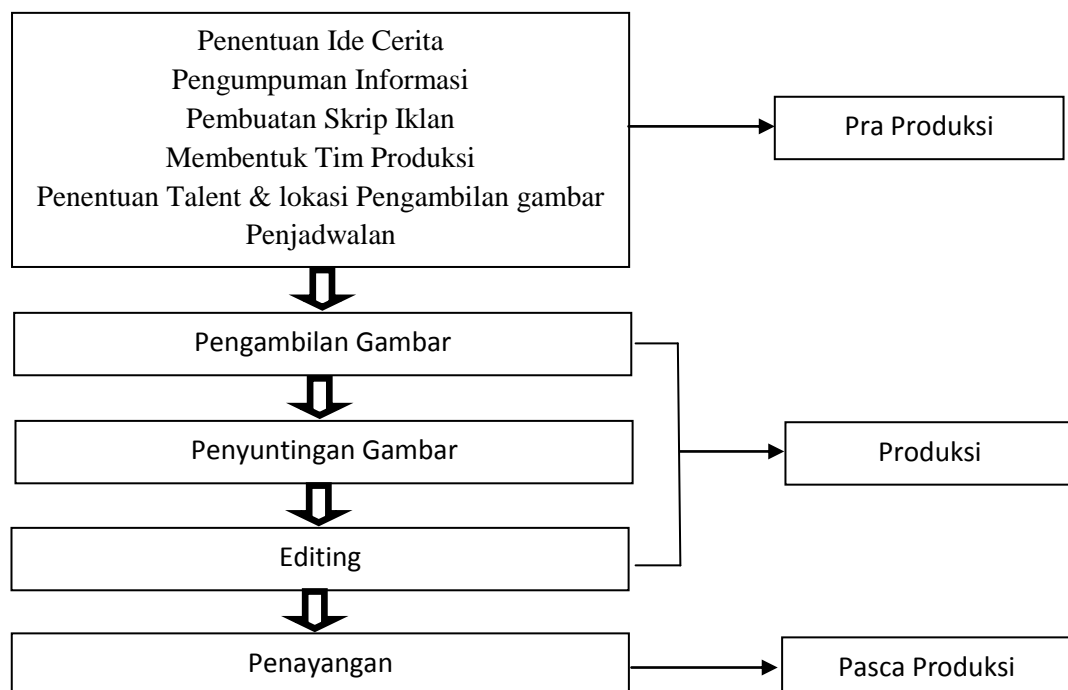 Penentuan Ide Cerita
Pengumpuman Informasi
Pembuatan Skrip Iklan
Membentuk Tim Produksi
Penentuan Talent & lokasi Pengambilan gambar
Penjadwalan
Pra Produksi
Pengambilan Gambar
Penyuntingan Gambar
Produksi
Editing
Penayangan
Pasca Produksi